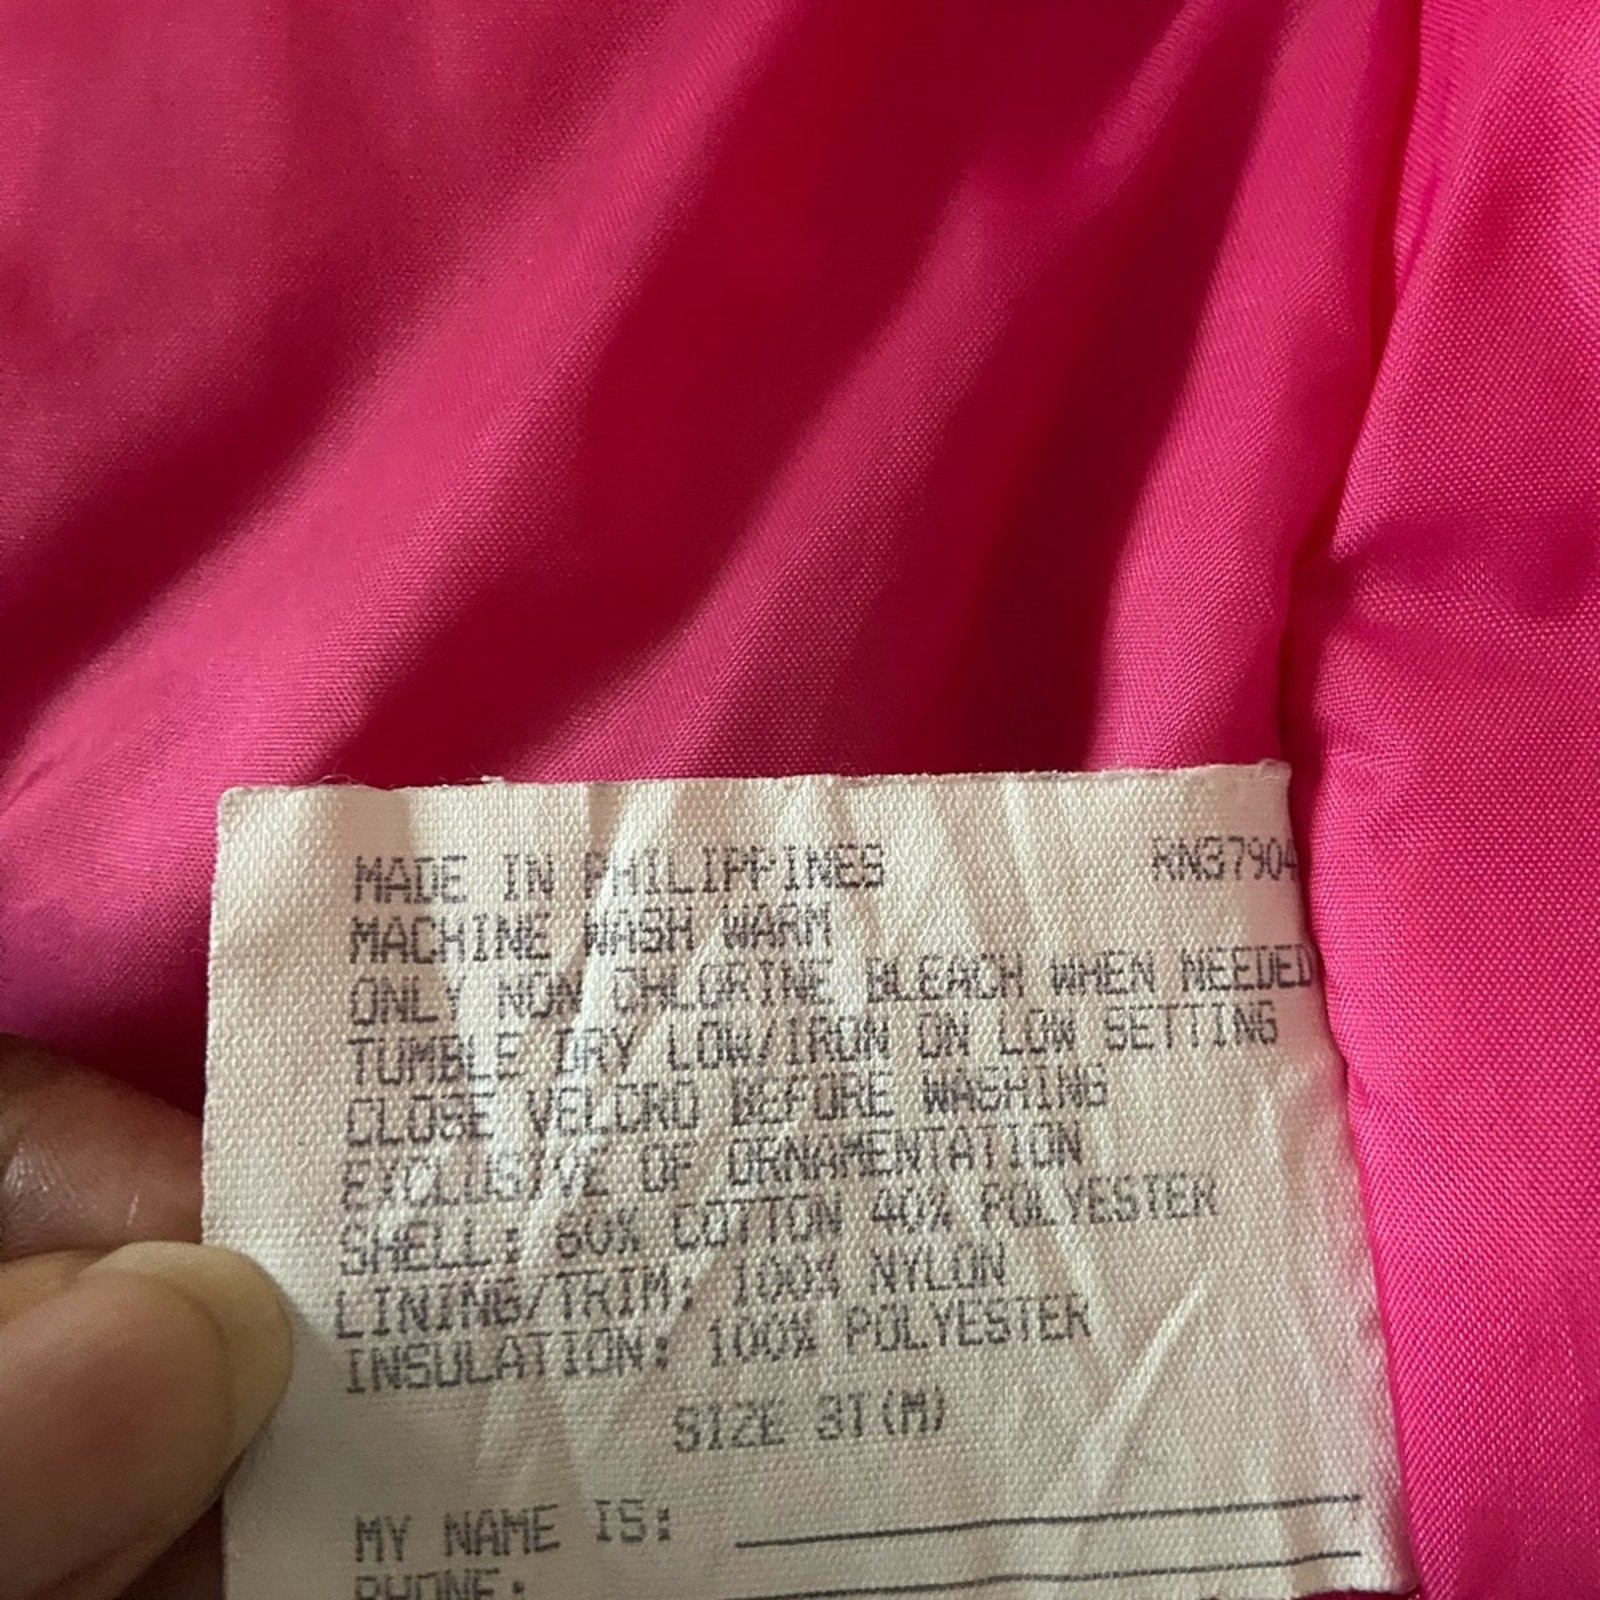 MADE IN PHILIPPINES RN37904
MACHINE WASH WARM
ONLY NON CHLORINE BLEACH WHEN NEEDED
TUMBLE DRY LOW/IRON ON LOW SETTING
CLOSE VELCRO BEFORE WASHING
EXCLUSIVE OF ORNAMENTATION
SHELL: 60% COTTON 40% POLYESTER
LINING/TRIM: 100% NYLON
INSULATION: 100% POLYESTER
SIZE 3T(M)
MY NAME IS:
PHONE: